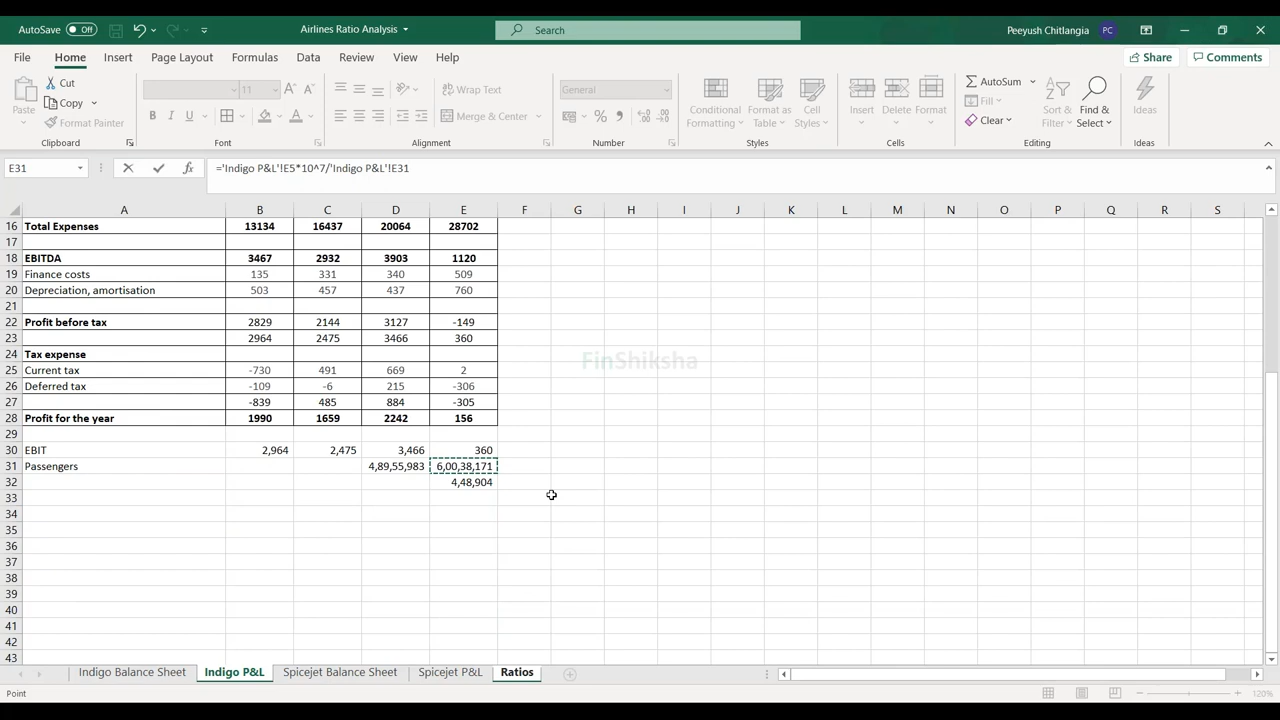 AutoSave Off
Airlines Ratio Analysis
Search
Peeyush Chitlangia PC
File Home Insert Page Layout Formulas Data Review View Help
Share Comments
Paste
Cut
Copy
Format Painter
Clipboard
11
Font
Wrap Text
Merge & Center
Alignment
General
Number
Conditional Formatting
Format as Table
Cell Styles
Styles
Insert Delete Format
Cells
AutoSum
Fill
Clear
Sort & Filter
Find & Select
Editing
Ideas
Ideas
E31
='Indigo P&L'!E5*10^7/'Indigo P&L'!E31
A B C D E F G H I J K L M N O P Q R S
16 Total Expenses 13134 16437 20064 28702
17
18 EBITDA 3467 2932 3903 1120
19 Finance costs 135 331 340 509
20 Depreciation, amortisation 503 457 437 760
21
22 Profit before tax 2829 2144 3127 -149
23 2964 2475 3466 360
24 Tax expense
25 Current tax -730 491 669 2
26 Deferred tax -109 -6 215 -306
27 -839 485 884 -305
28 Profit for the year 1990 1659 2242 156
29
30 EBIT 2,964 2,475 3,466 360
31 Passengers 4,89,55,983 6,00,38,171
32 4,48,904
33
34
35
36
37
38
39
40
41
42
43
FinShiksha
Indigo Balance Sheet Indigo P&L Spicejet Balance Sheet Spicejet P&L Ratios
Point
120%